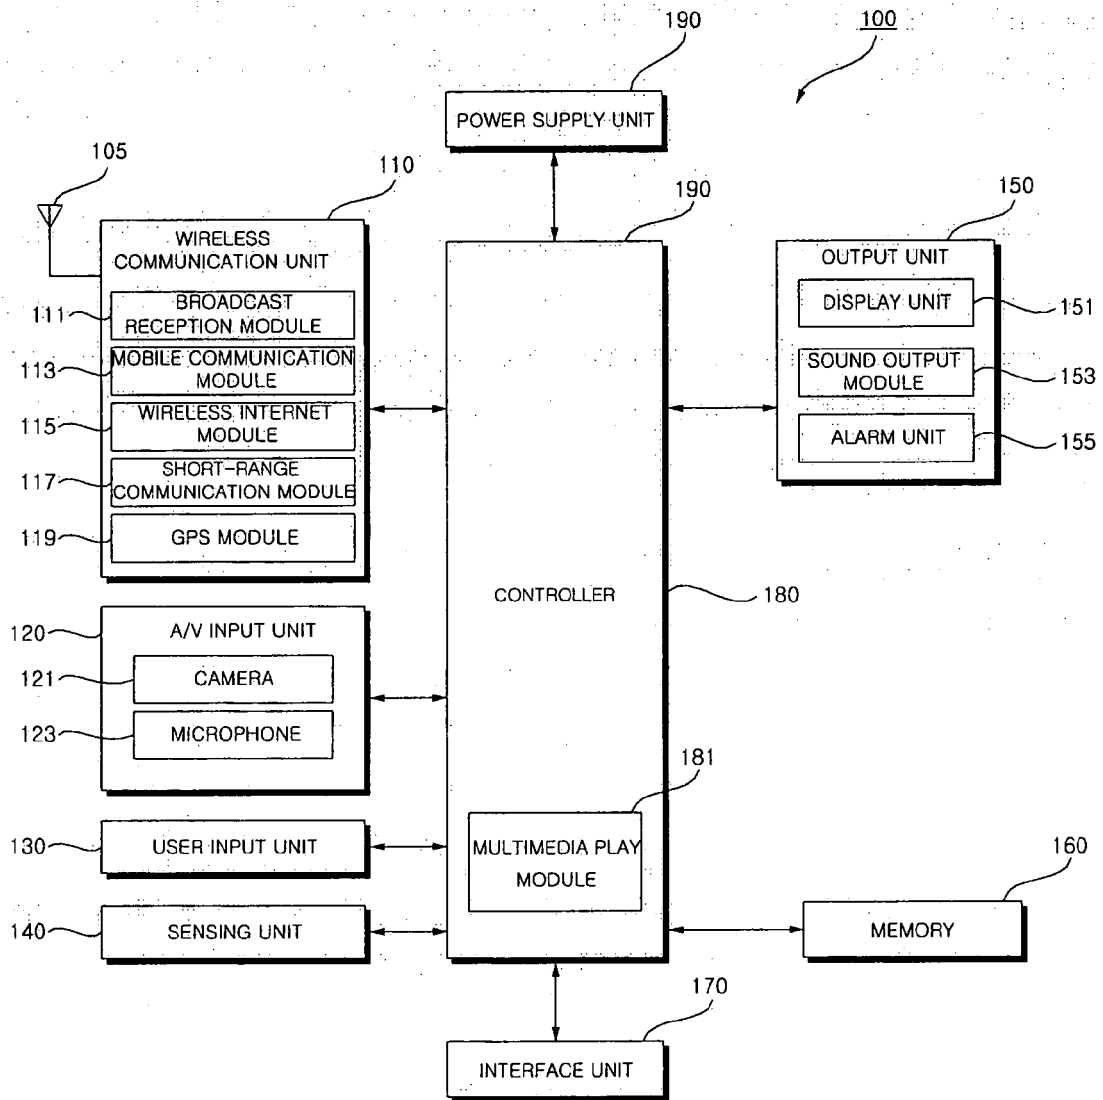 190
100
POWER SUPPLY UNIT
105
110
190
150
WIRELESS
COMMUNICATION UNIT
OUTPUT UNIT
111
BROADCAST
RECEPTION MODULE
DISPLAY UNIT
151
113
MOBILE COMMUNICATION
MODULE
SOUND OUTPUT
MODULE
153
115
WIRELESS INTERNET
MODULE
ALARM UNIT
155
117
SHORT-RANGE
COMMUNICATION MODULE
119
GPS MODULE
CONTROLLER
180
120
A/V INPUT UNIT
121
CAMERA
123
MICROPHONE
181
130
USER INPUT UNIT
MULTIMEDIA PLAY
MODULE
160
140
SENSING UNIT
MEMORY
170
INTERFACE UNIT